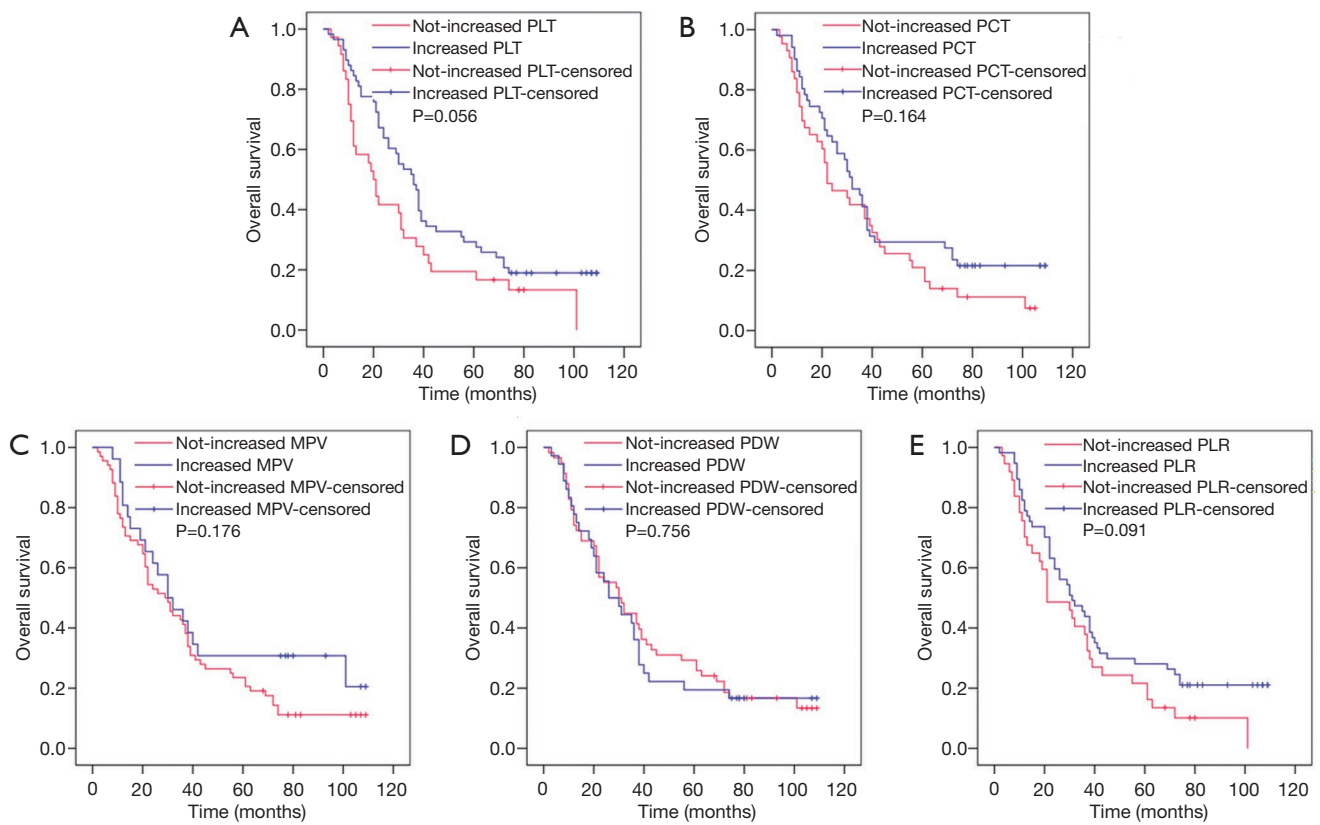 A
Not-increased PLT
Increased PLT
Not-increased PLT-censored
Increased PLT-censored
P=0.056
Overall survival
1.0
0.8
0.6
0.4
0.2
0.0
0 20 40 60 80 100 120
Time (months)
B
Not-increased PCT
Increased PCT
Not-increased PCT-censored
Increased PCT-censored
P=0.164
Overall survival
1.0
0.8
0.6
0.4
0.2
0.0
0 20 40 60 80 100 120
Time (months)
C
Not-increased MPV
Increased MPV
Not-increased MPV-censored
Increased MPV-censored
P=0.176
Overall survival
1.0
0.8
0.6
0.4
0.2
0.0
0 20 40 60 80 100 120
Time (months)
D
Not-increased PDW
Increased PDW
Not-increased PDW-censored
Increased PDW-censored
P=0.756
Overall survival
1.0
0.8
0.6
0.4
0.2
0.0
0 20 40 60 80 100 120
Time (months)
E
Not-increased PLR
Increased PLR
Not-increased PLR-censored
Increased PLR-censored
P=0.091
Overall survival
1.0
0.8
0.6
0.4
0.2
0.0
0 20 40 60 80 100 120
Time (months)